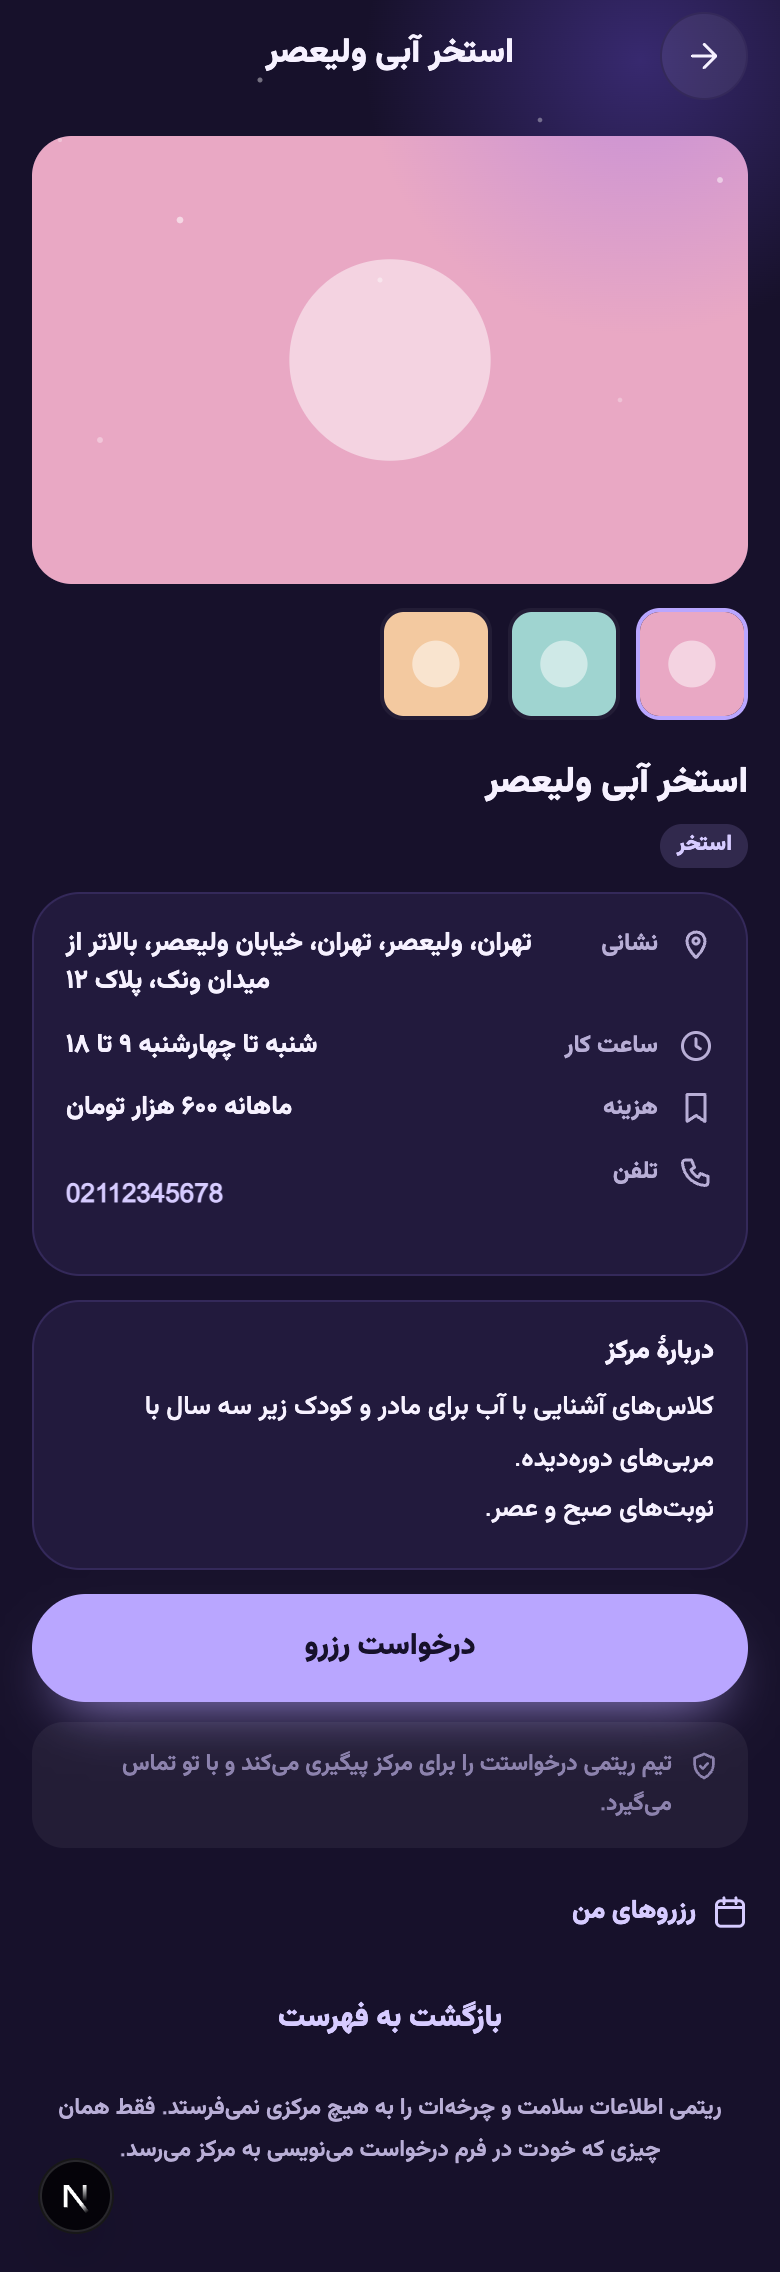 استخر آبی ولیعصر
استخر آبی ولیعصر
استخر
نشانی
تهران، ولیعصر، تهران، خیابان ولیعصر، بالاتر از
میدان ونک، پلاک ۱۲
ساعت کار
شنبه تا چهارشنبه ۹ تا ۱۸
هزینه
ماهانه ۶۰۰ هزار تومان
تلفن
02112345678
دربارهٔ مرکز
کلاس‌های آشنایی با آب برای مادر و کودک زیر سه سال با
مربی‌های دوره‌دیده.
نوبت‌های صبح و عصر.
درخواست رزرو
تیم ریتمی درخواستت را برای مرکز پیگیری می‌کند و با تو تماس
می‌گیرد.
رزروهای من
بازگشت به فهرست
ریتمی اطلاعات سلامت و چرخه‌ات را به هیچ مرکزی نمی‌فرستد. فقط همان
چیزی که خودت در فرم درخواست می‌نویسی به مرکز می‌رسد.
N